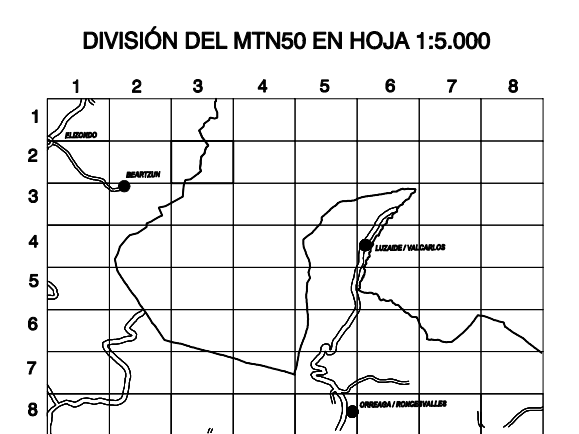 DIVISIÓN DEL MTN50 EN HOJA 1:5.000
1 2 3 4 5 6 7 8
1
ELIZONDO
2
BEARTZUN
3
4
LUZAIDE / VALCARLOS
5
6
7
8
ORREAGA / RONCESVALLES